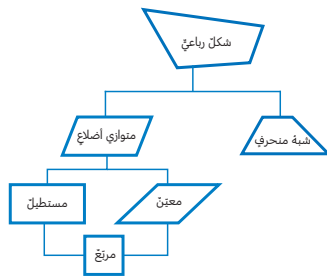 شكلٌ رباعيٌّ
متوازي أضلاعٍ
شبهُ منحرفٍ
مستطيلٌ
معيّنٌ
مربّعٌ